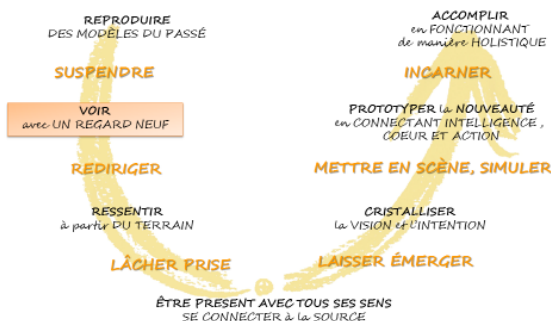 REPRODUIRE
DES MODÈLES DU PASSÉ
SUSPENDRE
VOIR
avec UN REGARD NEUF
REDIRIGER
RESSENTIR
à partir DU TERRAIN
LÂCHER PRISE
ÊTRE PRESENT AVEC TOUS SES SENS
SE CONNECTER à la SOURCE
LAISSER ÉMERGER
CRISTALLISER
la VISION et L'INTENTION
METTRE EN SCÈNE, SIMULER
PROTOTYPER la NOUVEAUTÉ
en CONNECTANT INTELLIGENCE ,
COEUR ET ACTION
INCARNER
ACCOMPLIR
en FONCTIONNANT
de manière HOLISTIQUE